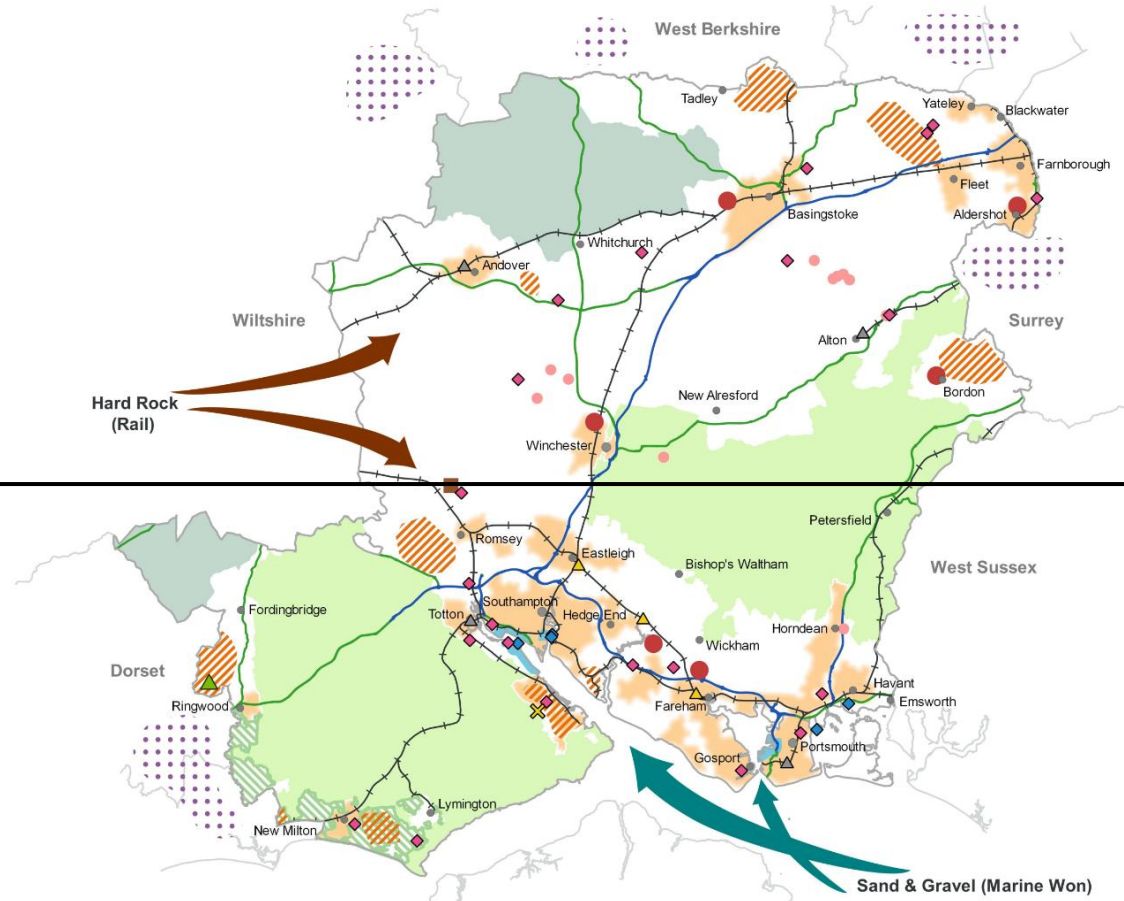 West Berkshire
Tadley
Yateley
Blackwater
Farnborough
Fleet
Basingstoke
Aldershot
Whitchurch
Andover
Wiltshire
Surrey
Alton
Bordon
Hard Rock
(Rail)
New Alresford
Winchester
Petersfield
Romsey
Eastleigh
Bishop's Waltham
West Sussex
Fordingbridge
Southampton
Totton
Hedge End
Horndean
Wickham
Dorset
Ringwood
Havant
Emsworth
Fareham
Portsmouth
Gosport
Lymington
New Milton
Sand & Gravel (Marine Won)